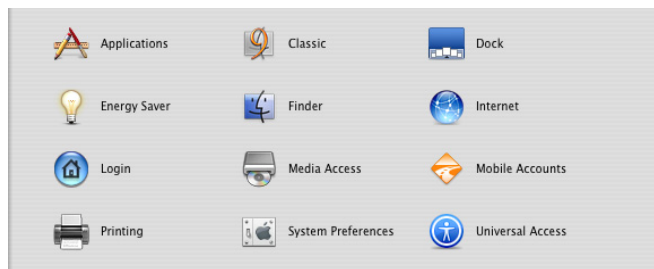 Applications Classic Dock
Energy Saver Finder Internet
Login Media Access Mobile Accounts
Printing System Preferences Universal Access